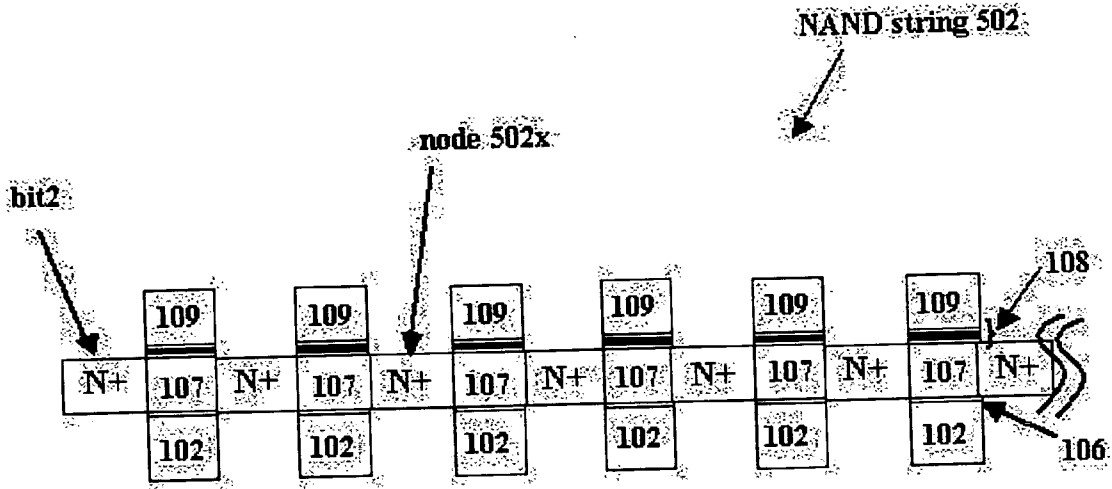 NAND string 502
node 502x
bit2
108
109 109 109 109 109 109
N+ 107 N+ 107 N+ 107 N+ 107 N+ 107 N+ 107 N+
102 102 102 102 102 102
106